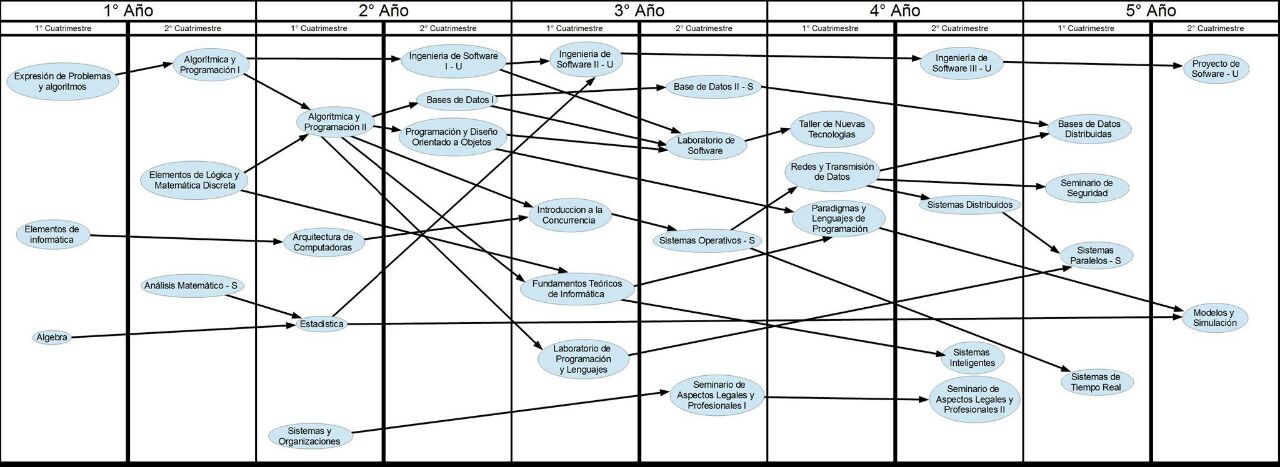 1° Año
2° Año
3° Año
4° Año
5° Año
1° Cuatrimestre
2° Cuatrimestre
1° Cuatrimestre
2° Cuatrimestre
1° Cuatrimestre
2° Cuatrimestre
1° Cuatrimestre
2° Cuatrimestre
1° Cuatrimestre
2° Cuatrimestre
Expresión de Problemas
y algoritmos
Elementos de
informática
Algebra
Algorítmica y
Programación I
Elementos de Lógica y
Matemática Discreta
Análisis Matemático - S
Algorítmica y
Programación II
Arquitectura de
Computadoras
Estadística
Sistemas y
Organizaciones
Ingenieria de Software
I - U
Bases de Datos I
Programación y Diseño
Orientado a Objetos
Ingenieria de
Software II - U
Introduccion a la
Concurrencia
Fundamentos Teóricos
de Informática
Laboratorio de
Programación
y Lenguajes
Base de Datos II - S
Laboratorio de
Software
Sistemas Operativos - S
Seminario de
Aspectos Legales y
Profesionales I
Taller de Nuevas
Tecnologias
Redes y Transmisión
de Datos
Paradigmas y
Lenguajes de
Programación
Ingenieria de
Software III - U
Sistemas Distribuidos
Sistemas
Inteligentes
Seminario de
Aspectos Legales y
Profesionales II
Bases de Datos
Distribuidas
Seminario de
Seguridad
Sistemas
Paralelos - S
Sistemas de
Tiempo Real
Proyecto de
Sofware - U
Modelos y
Simulación